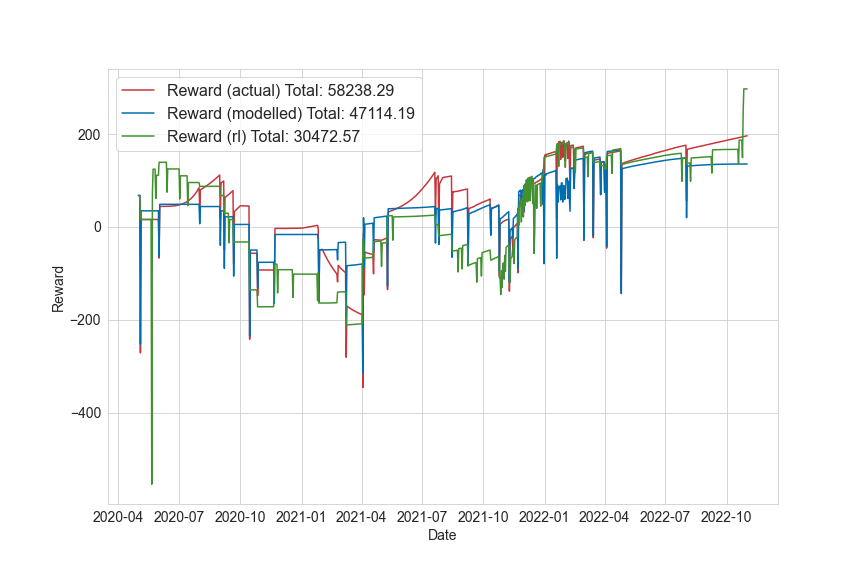 Reward (actual) Total: 58238.29
Reward (modelled) Total: 47114.19
Reward (rl) Total: 30472.57
200
0
−200
−400
Reward
2020-04 2020-07 2020-10 2021-01 2021-04 2021-07 2021-10 2022-01 2022-04 2022-07 2022-10
Date